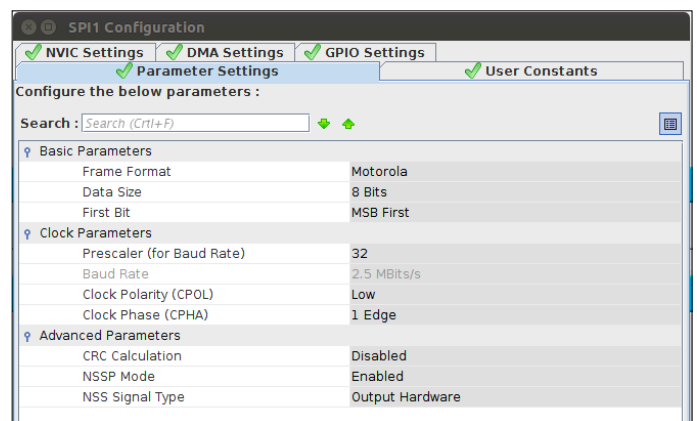 SPI1 Configuration
NVIC Settings DMA Settings GPIO Settings
Parameter Settings User Constants
Configure the below parameters :
Search : Search (Crtl+F)
Basic Parameters
Frame Format Motorola
Data Size 8 Bits
First Bit MSB First
Clock Parameters
Prescaler (for Baud Rate) 32
Baud Rate 2.5 MBits/s
Clock Polarity (CPOL) Low
Clock Phase (CPHA) 1 Edge
Advanced Parameters
CRC Calculation Disabled
NSSP Mode Enabled
NSS Signal Type Output Hardware